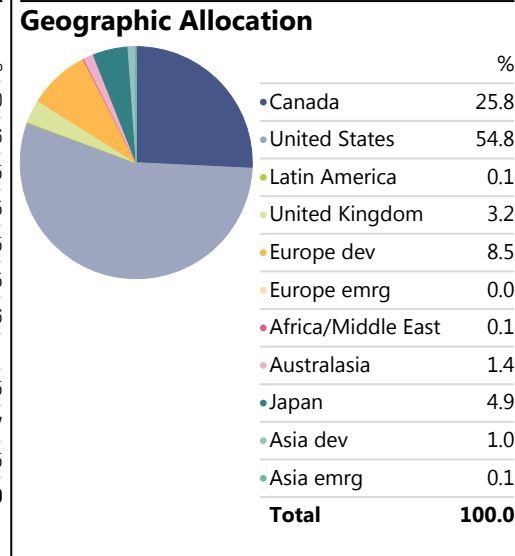 Geographic Allocation
%
Canada 25.8
United States 54.8
Latin America 0.1
United Kingdom 3.2
Europe dev 8.5
Europe emrg 0.0
Africa/Middle East 0.1
Australasia 1.4
Japan 4.9
Asia dev 1.0
Asia emrg 0.1
Total 100.0